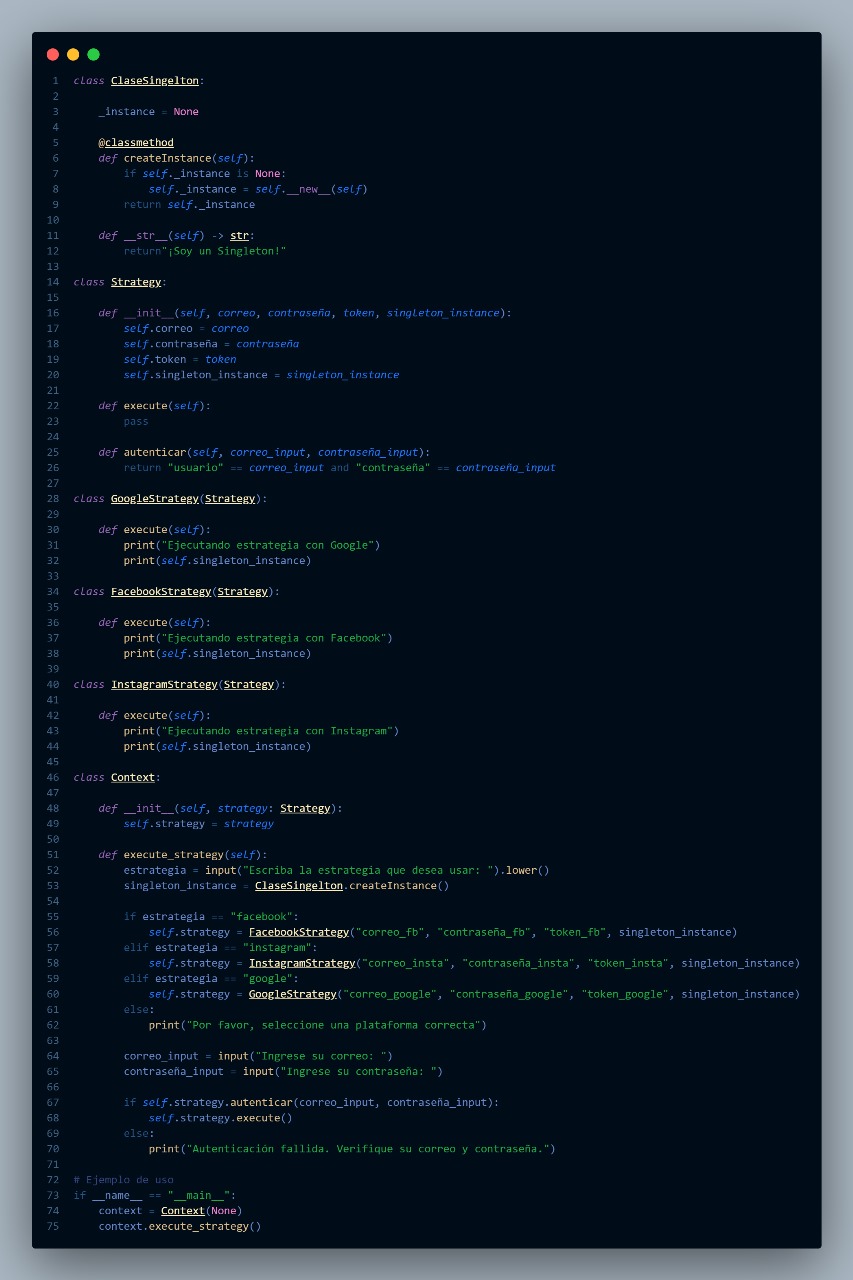 1 class ClaseSingelton:
2
3     _instance = None
4
5     @classmethod
6     def createInstance(self):
7         if self._instance is None:
8             self._instance = self.__new__(self)
9         return self._instance
10
11     def __str__(self) -> str:
12         return"¡Soy un Singleton!"
13
14 class Strategy:
15
16     def __init__(self, correo, contraseña, token, singleton_instance):
17         self.correo = correo
18         self.contraseña = contraseña
19         self.token = token
20         self.singleton_instance = singleton_instance
21
22     def execute(self):
23         pass
24
25     def autenticar(self, correo_input, contraseña_input):
26         return "usuario" == correo_input and "contraseña" == contraseña_input
27
28 class GoogleStrategy(Strategy):
29
30     def execute(self):
31         print("Ejecutando estrategia con Google")
32         print(self.singleton_instance)
33
34 class FacebookStrategy(Strategy):
35
36     def execute(self):
37         print("Ejecutando estrategia con Facebook")
38         print(self.singleton_instance)
39
40 class InstagramStrategy(Strategy):
41
42     def execute(self):
43         print("Ejecutando estrategia con Instagram")
44         print(self.singleton_instance)
45
46 class Context:
47
48     def __init__(self, strategy: Strategy):
49         self.strategy = strategy
50
51     def execute_strategy(self):
52         estrategia = input("Escriba la estrategia que desea usar: ").lower()
53         singleton_instance = ClaseSingelton.createInstance()
54
55         if estrategia == "facebook":
56             self.strategy = FacebookStrategy("correo_fb", "contraseña_fb", "token_fb", singleton_instance)
57         elif estrategia == "instagram":
58             self.strategy = InstagramStrategy("correo_insta", "contraseña_insta", "token_insta", singleton_instance)
59         elif estrategia == "google":
60             self.strategy = GoogleStrategy("correo_google", "contraseña_google", "token_google", singleton_instance)
61         else:
62             print("Por favor, seleccione una plataforma correcta")
63
64         correo_input = input("Ingrese su correo: ")
65         contraseña_input = input("Ingrese su contraseña: ")
66
67         if self.strategy.autenticar(correo_input, contraseña_input):
68             self.strategy.execute()
69         else:
70             print("Autenticación fallida. Verifique su correo y contraseña.")
71
72 # Ejemplo de uso
73 if __name__ == "__main__":
74     context = Context(None)
75     context.execute_strategy()